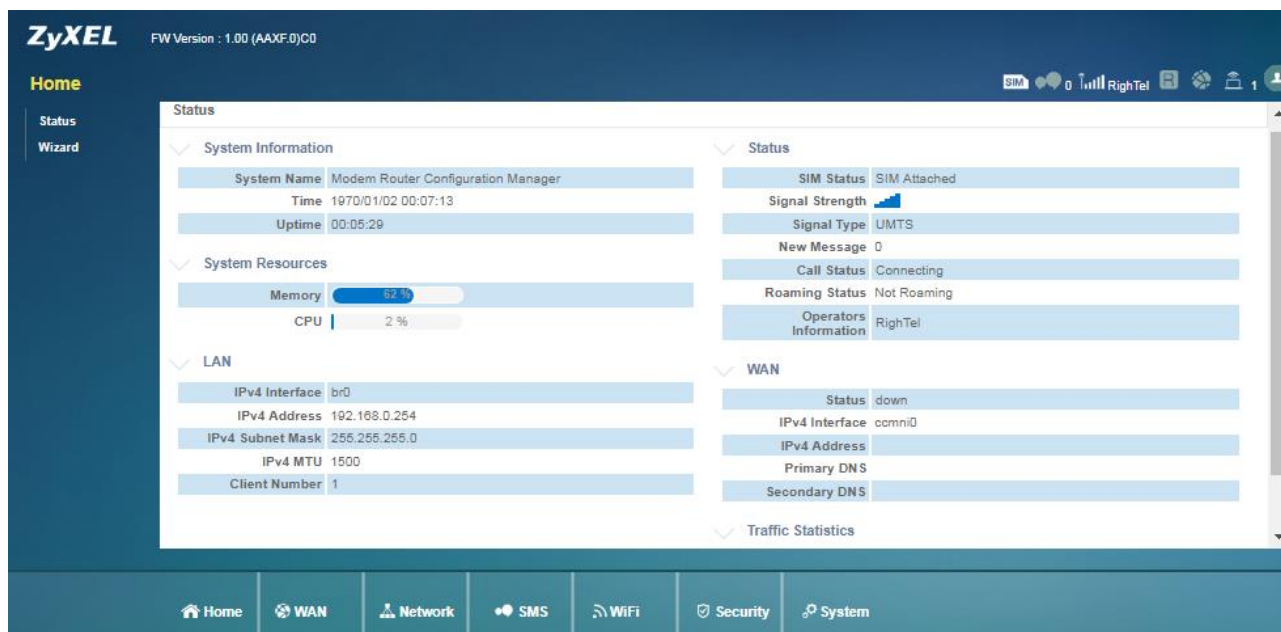 ZyXEL
FW Version : 1.00 (AAXF.0)C0
Home
SIM 0 RighTel R 1
Status
Wizard
Status
System Information
System Name Modem Router Configuration Manager
Time 1970/01/02 00:07:13
Uptime 00:05:29
System Resources
Memory 62 %
CPU 2 %
LAN
IPv4 Interface br0
IPv4 Address 192.168.0.254
IPv4 Subnet Mask 255.255.255.0
IPv4 MTU 1500
Client Number 1
Status
SIM Status SIM Attached
Signal Strength
Signal Type UMTS
New Message 0
Call Status Connecting
Roaming Status Not Roaming
Operators
Information RighTel
WAN
Status down
IPv4 Interface ccmni0
IPv4 Address
Primary DNS
Secondary DNS
Traffic Statistics
Home WAN Network SMS WiFi Security System